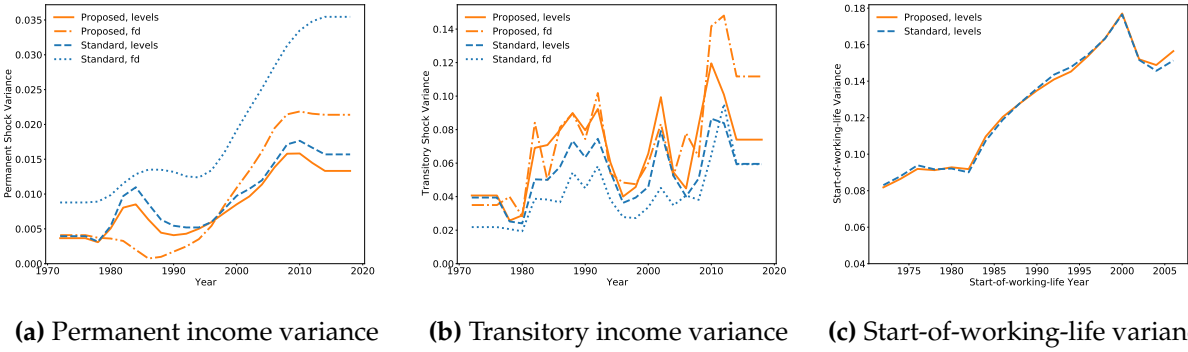 0.035
0.030
0.025
0.020
0.015
0.010
0.005
0.000
Permanent Shock Variance
Proposed, levels
Proposed, fd
Standard, levels
Standard, fd
1970 1980 1990 2000 2010 2020
Year
(a) Permanent income variance
0.14
0.12
0.10
0.08
0.06
0.04
0.02
0.00
Transitory Shock Variance
Proposed, levels
Proposed, fd
Standard, levels
Standard, fd
1970 1980 1990 2000 2010 2020
Year
(b) Transitory income variance
0.18
0.16
0.14
0.12
0.10
0.08
0.06
0.04
Start-of-working-life Variance
Proposed, levels
Standard, levels
1975 1980 1985 1990 1995 2000 2005
Start-of-working-life Year
(c) Start-of-working-life varian